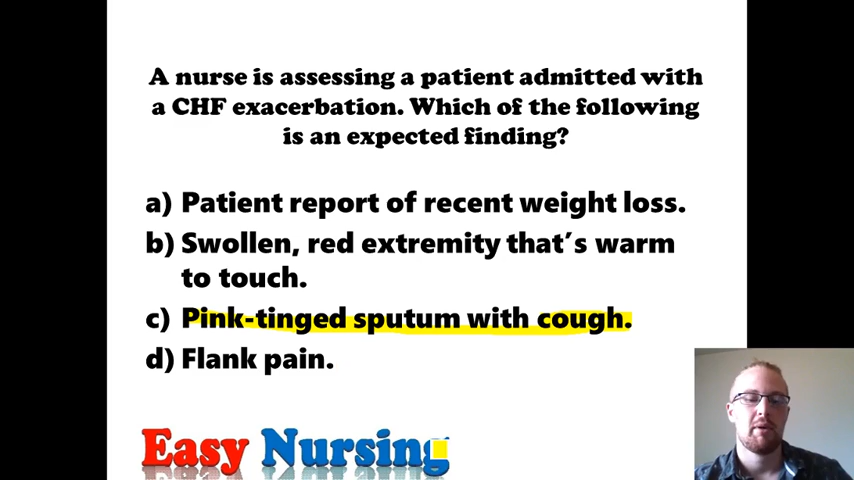 A nurse is assessing a patient admitted with
a CHF exacerbation. Which of the following
is an expected finding?
a) Patient report of recent weight loss.
b) Swollen, red extremity that's warm
to touch.
c) Pink-tinged sputum with cough.
d) Flank pain.
Easy Nursing